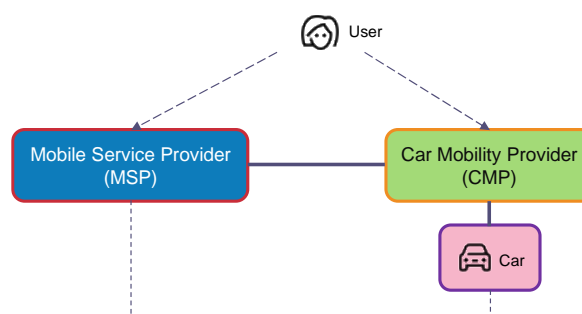 User
Mobile Service Provider
(MSP)
Car Mobility Provider
(CMP)
Car